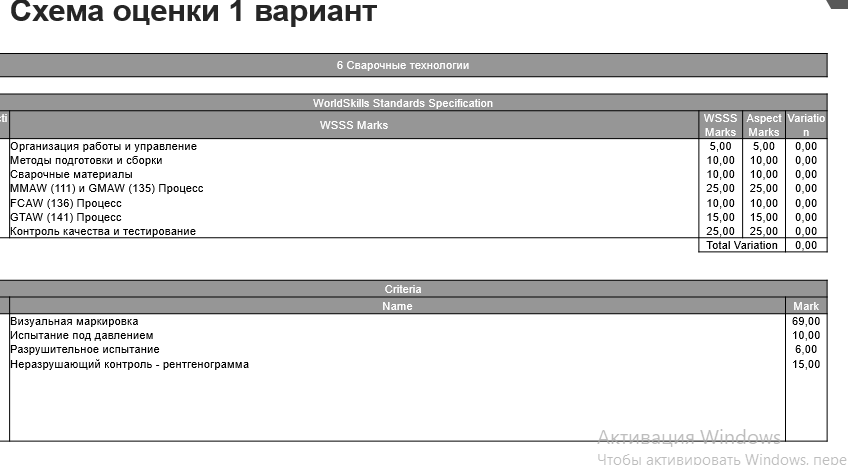 Схема оценки 1 вариант
6 Сварочные технологии
WorldSkills Standards Specification
cti WSSS Marks WSSS Marks Aspect Marks Variation
Организация работы и управление 5,00 5,00 0,00
Методы подготовки и сборки 10,00 10,00 0,00
Сварочные материалы 10,00 10,00 0,00
MMAW (111) и GMAW (135) Процесс 25,00 25,00 0,00
FCAW (136) Процесс 10,00 10,00 0,00
GTAW (141) Процесс 15,00 15,00 0,00
Контроль качества и тестирование 25,00 25,00 0,00
Total Variation 0,00
Criteria
Name Mark
Визуальная маркировка 69,00
Испытание под давлением 10,00
Разрушительное испытание 6,00
Неразрушающий контроль - рентгенограмма 15,00
Активация Windows
Чтобы активировать Windows, пере